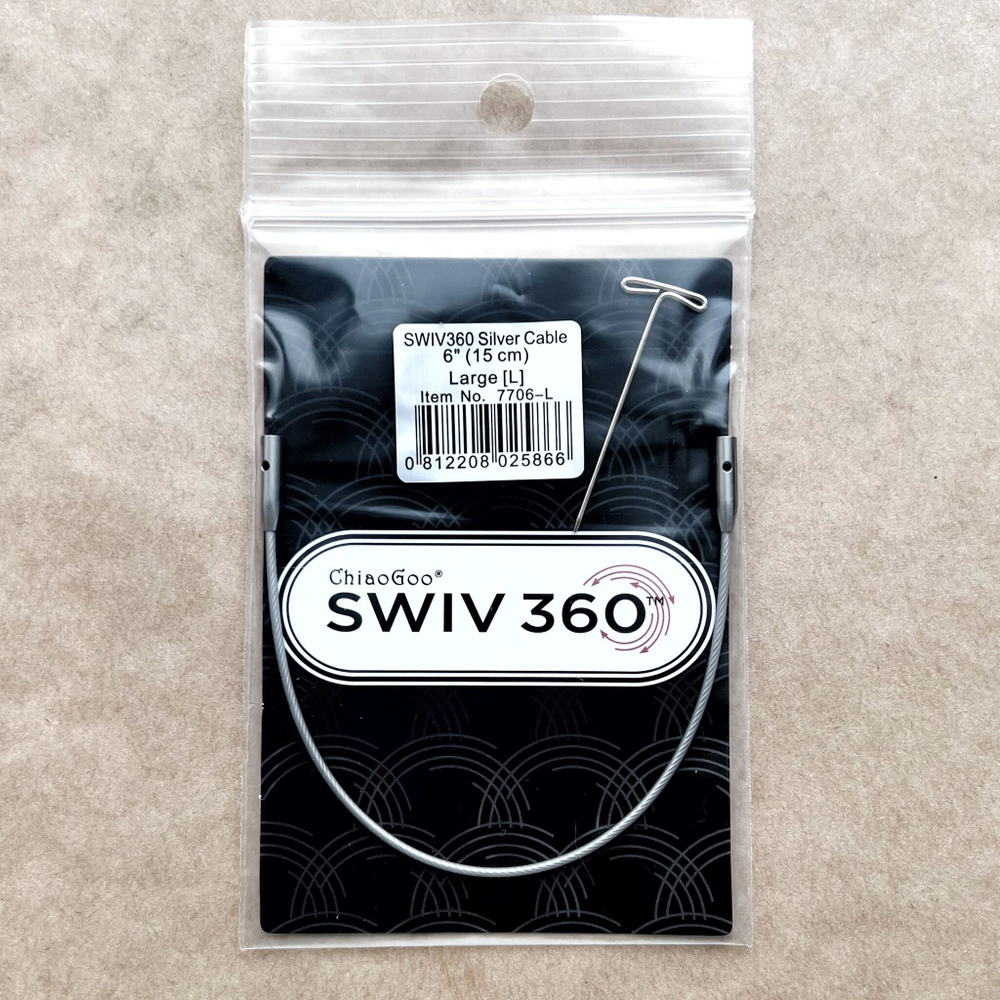 SWIV360 Silver Cable
6" (15 cm)
Large [L]
Item No. 7706-L
0 812208 025866
ChiaoGoo®
SWIV 360™